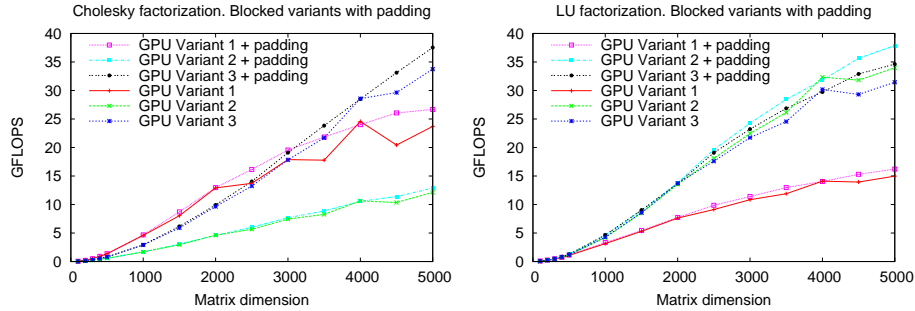 Cholesky factorization. Blocked variants with padding
40
35
30
25
20
15
10
5
0
GFLOPS
GPU Variant 1 + padding
GPU Variant 2 + padding
GPU Variant 3 + padding
GPU Variant 1
GPU Variant 2
GPU Variant 3
0 1000 2000 3000 4000 5000
Matrix dimension
LU factorization. Blocked variants with padding
40
35
30
25
20
15
10
5
0
GFLOPS
GPU Variant 1 + padding
GPU Variant 2 + padding
GPU Variant 3 + padding
GPU Variant 1
GPU Variant 2
GPU Variant 3
0 1000 2000 3000 4000 5000
Matrix dimension